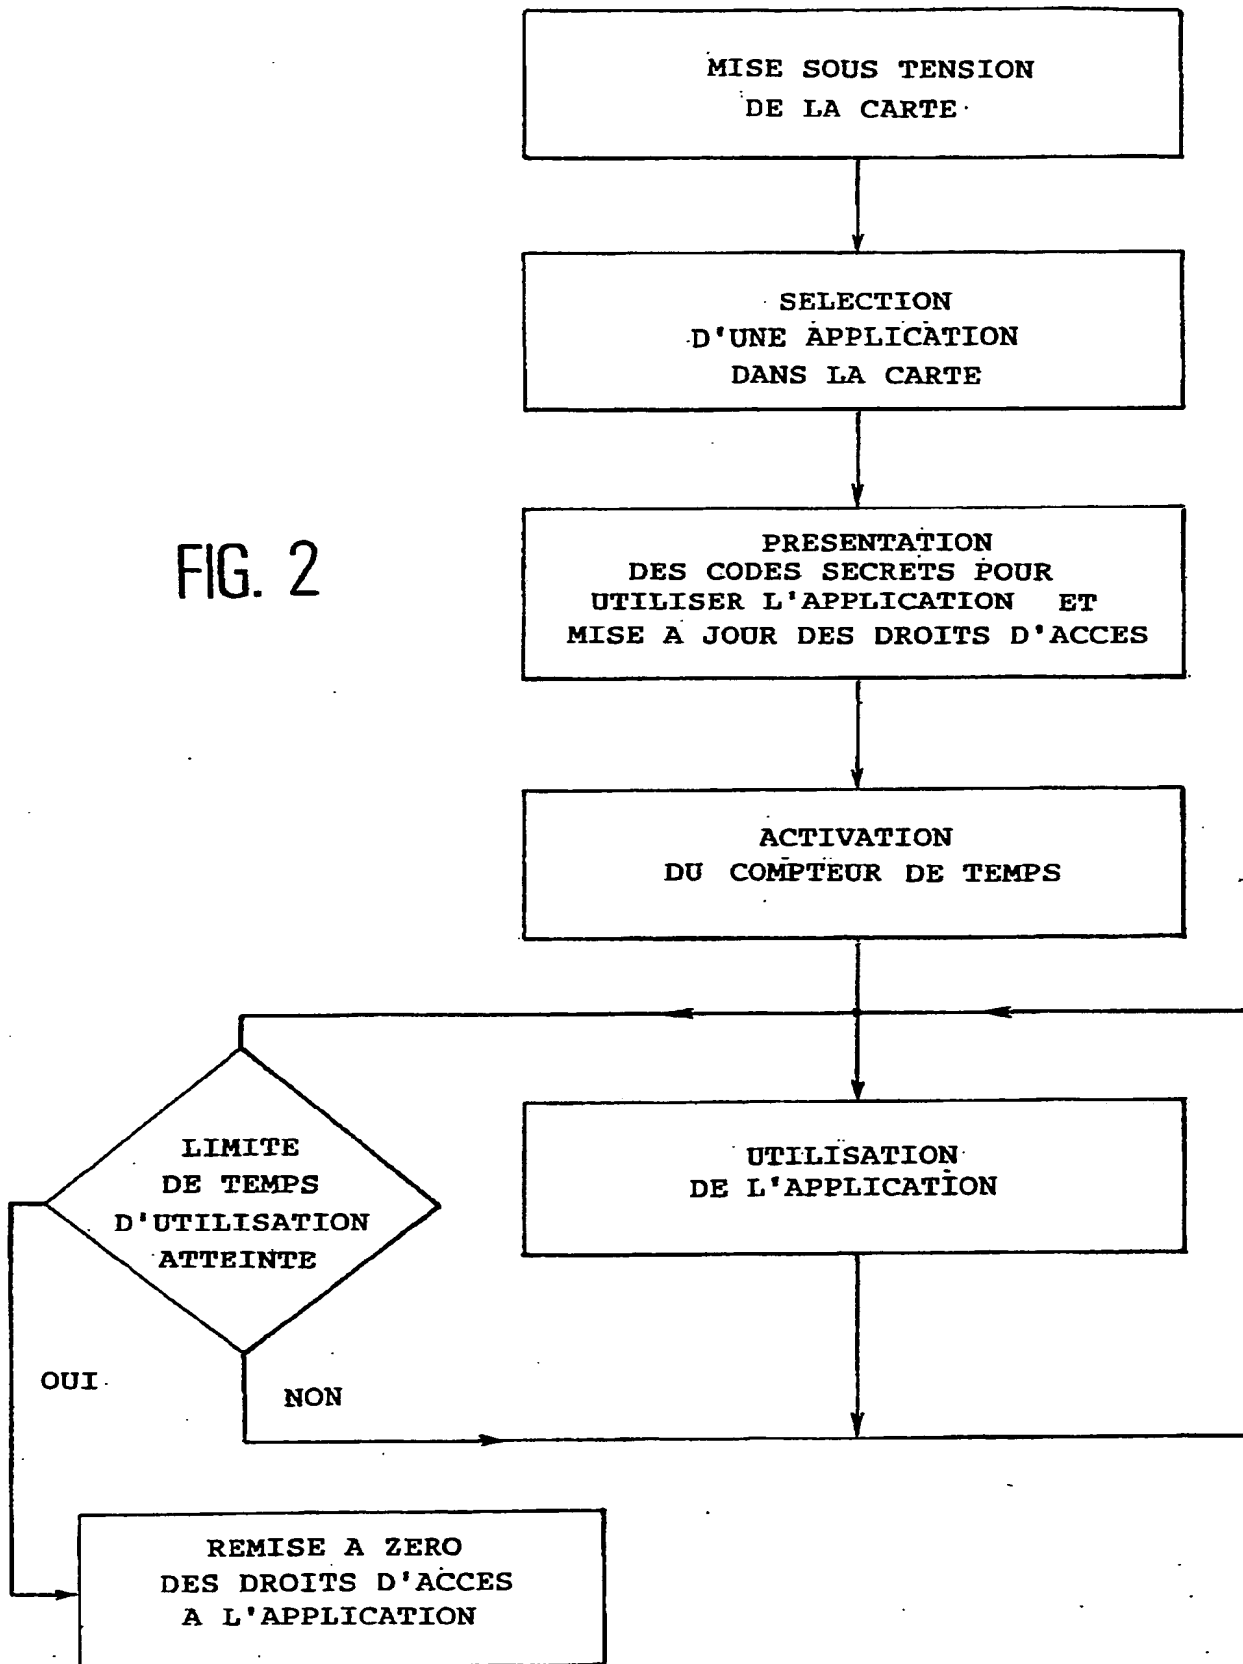 MISE SOUS TENSION
DE LA CARTE
SELECTION
D'UNE APPLICATION
DANS LA CARTE
FIG. 2
PRESENTATION
DES CODES SECRETS POUR
UTILISER L'APPLICATION ET
MISE A JOUR DES DROITS D'ACCES
ACTIVATION
DU COMPTEUR DE TEMPS
LIMITE
DE TEMPS
D'UTILISATION
ATTEINTE
UTILISATION
DE L'APPLICATION
OUI
NON
REMISE A ZERO
DES DROITS D'ACCES
A L'APPLICATION